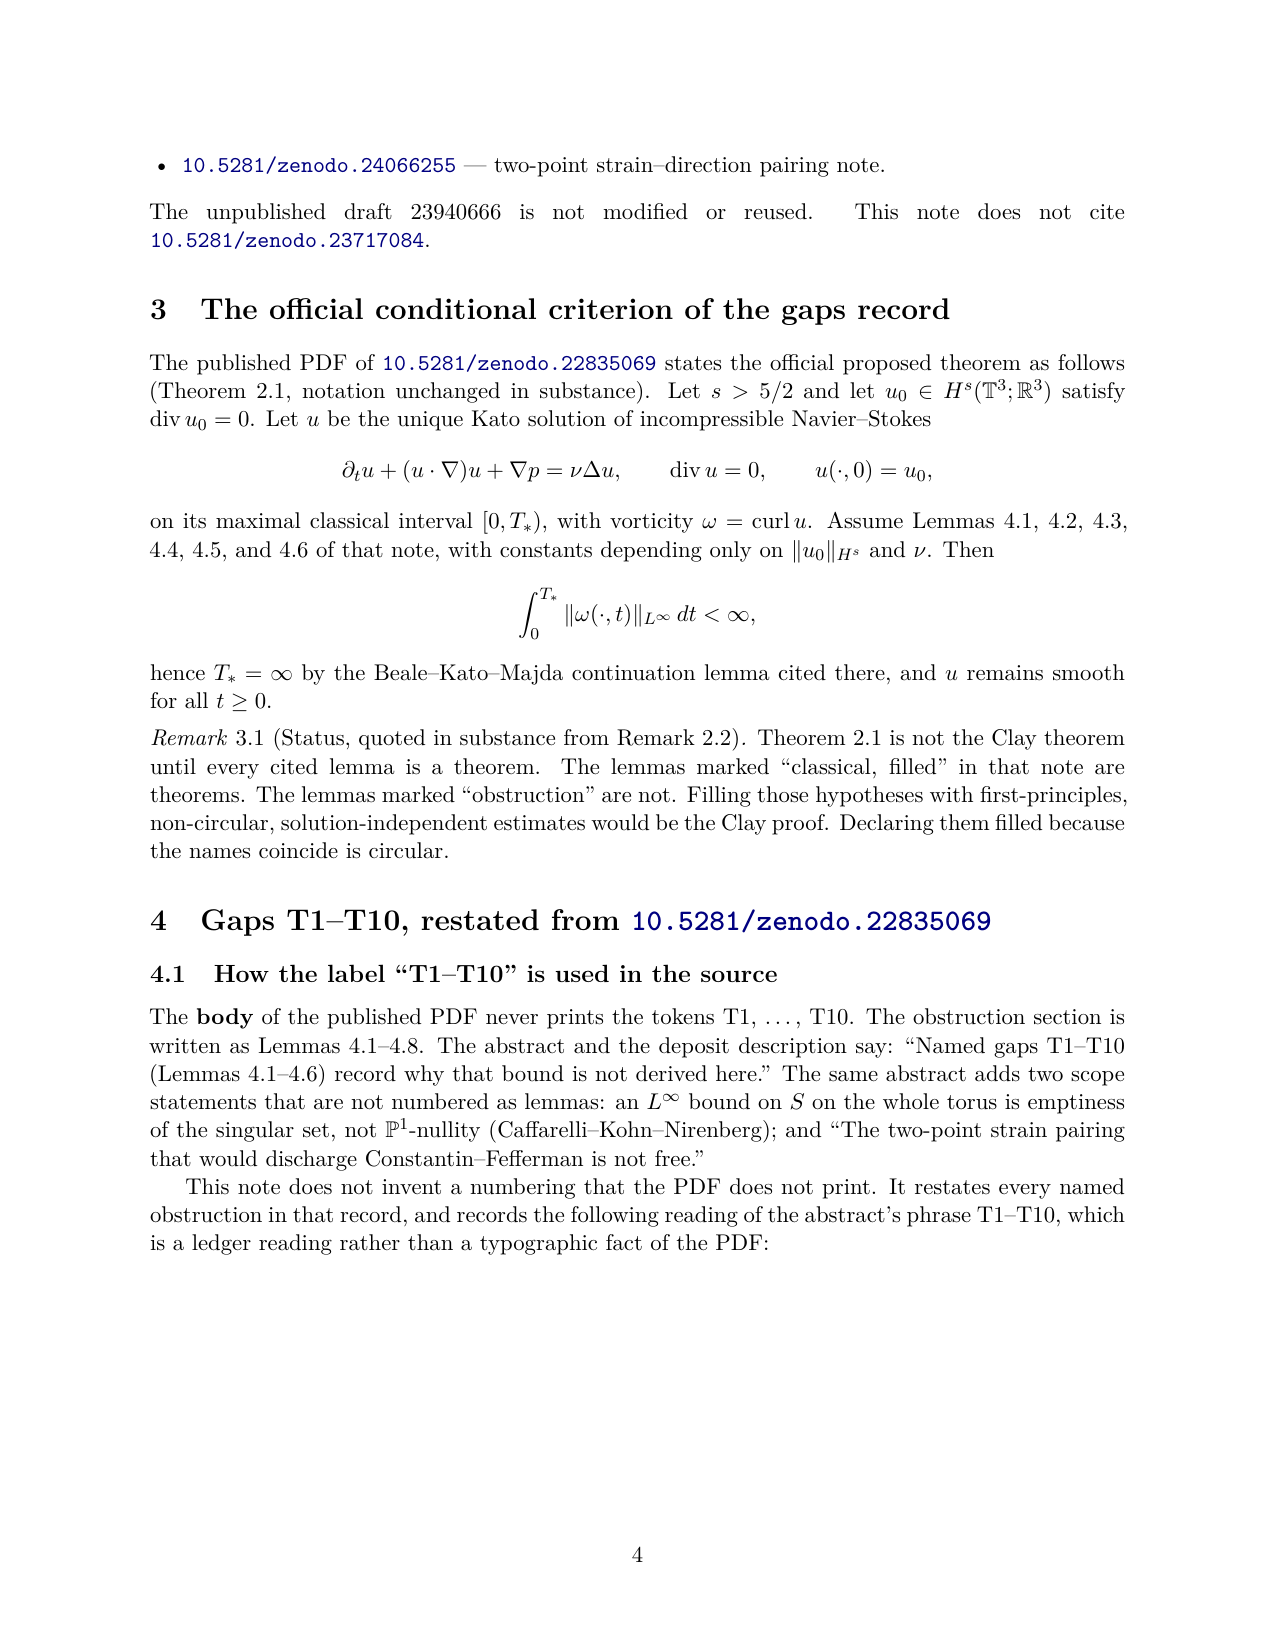 • 10.5281/zenodo.24066255 — two-point strain–direction pairing note.
The unpublished draft 23940666 is not modified or reused. This note does not cite
10.5281/zenodo.23717084.
3 The official conditional criterion of the gaps record
The published PDF of 10.5281/zenodo.22835069 states the official proposed theorem as follows
(Theorem 2.1, notation unchanged in substance). Let s > 5/2 and let u₀ ∈ Hˢ(𝕋³; ℝ³) satisfy
div u₀ = 0. Let u be the unique Kato solution of incompressible Navier–Stokes
∂ₜu + (u · ∇)u + ∇p = νΔu, div u = 0, u(·, 0) = u₀,
on its maximal classical interval [0, T∗), with vorticity ω = curl u. Assume Lemmas 4.1, 4.2, 4.3,
4.4, 4.5, and 4.6 of that note, with constants depending only on ‖u₀‖_{Hˢ} and ν. Then
∫₀^{T∗} ‖ω(·, t)‖_{L^∞} dt < ∞,
hence T∗ = ∞ by the Beale–Kato–Majda continuation lemma cited there, and u remains smooth
for all t ≥ 0.
Remark 3.1 (Status, quoted in substance from Remark 2.2). Theorem 2.1 is not the Clay theorem
until every cited lemma is a theorem. The lemmas marked “classical, filled” in that note are
theorems. The lemmas marked “obstruction” are not. Filling those hypotheses with first-principles,
non-circular, solution-independent estimates would be the Clay proof. Declaring them filled because
the names coincide is circular.
4 Gaps T1–T10, restated from 10.5281/zenodo.22835069
4.1 How the label “T1–T10” is used in the source
The body of the published PDF never prints the tokens T1, . . . , T10. The obstruction section is
written as Lemmas 4.1–4.8. The abstract and the deposit description say: “Named gaps T1–T10
(Lemmas 4.1–4.6) record why that bound is not derived here.” The same abstract adds two scope
statements that are not numbered as lemmas: an L^∞ bound on S on the whole torus is emptiness
of the singular set, not ℙ¹-nullity (Caffarelli–Kohn–Nirenberg); and “The two-point strain pairing
that would discharge Constantin–Fefferman is not free.”
This note does not invent a numbering that the PDF does not print. It restates every named
obstruction in that record, and records the following reading of the abstract’s phrase T1–T10, which
is a ledger reading rather than a typographic fact of the PDF:
4